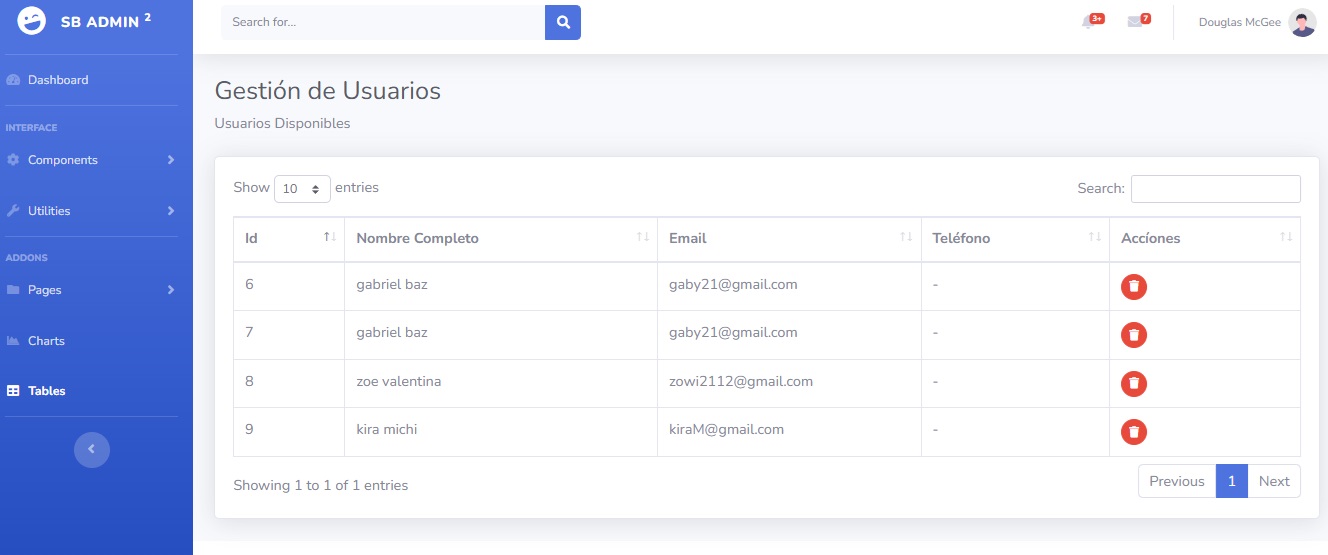 SB ADMIN 2
Search for...
3+
7
Douglas McGee
Dashboard
INTERFACE
Components
Utilities
ADDONS
Pages
Charts
Tables
Gestión de Usuarios
Usuarios Disponibles
Show 10 entries
Search:
Id Nombre Completo Email Teléfono Accíones
6 gabriel baz gaby21@gmail.com -
7 gabriel baz gaby21@gmail.com -
8 zoe valentina zowi2112@gmail.com -
9 kira michi kiraM@gmail.com -
Showing 1 to 1 of 1 entries
Previous 1 Next